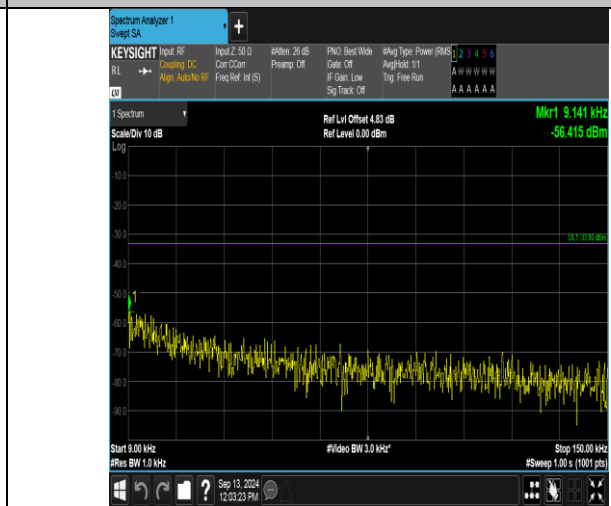 Spectrum Analyzer 1
Swept SA
+
KEYSIGHT
RL
LXI
Input: RF
Coupling: DC
Align: Auto/No RF
Input Z: 50 Ω
Corr CCorr
Freq Ref: Int (S)
#Atten: 26 dB
Preamp: Off
PNO: Best Wide
Gate: Off
IF Gain: Low
Sig Track: Off
#Avg Type: Power (RMS
Avg|Hold: 1/1
Trig: Free Run
1 2 3 4 5 6
A W W W W W
A A A A A A
1 Spectrum
Ref Lvl Offset 4.83 dB
Mkr1 9.141 kHz
Scale/Div 10 dB
Ref Level 0.00 dBm
-56.415 dBm
Log
-10.0
-20.0
-30.0
DL1 -33.00 dBm
-40.0
-50.0
1
-60.0
-70.0
-80.0
-90.0
Start 9.00 kHz
#Video BW 3.0 kHz*
Stop 150.00 kHz
#Res BW 1.0 kHz
#Sweep 1.00 s (1001 pts)
?
Sep 13, 2024
12:03:23 PM